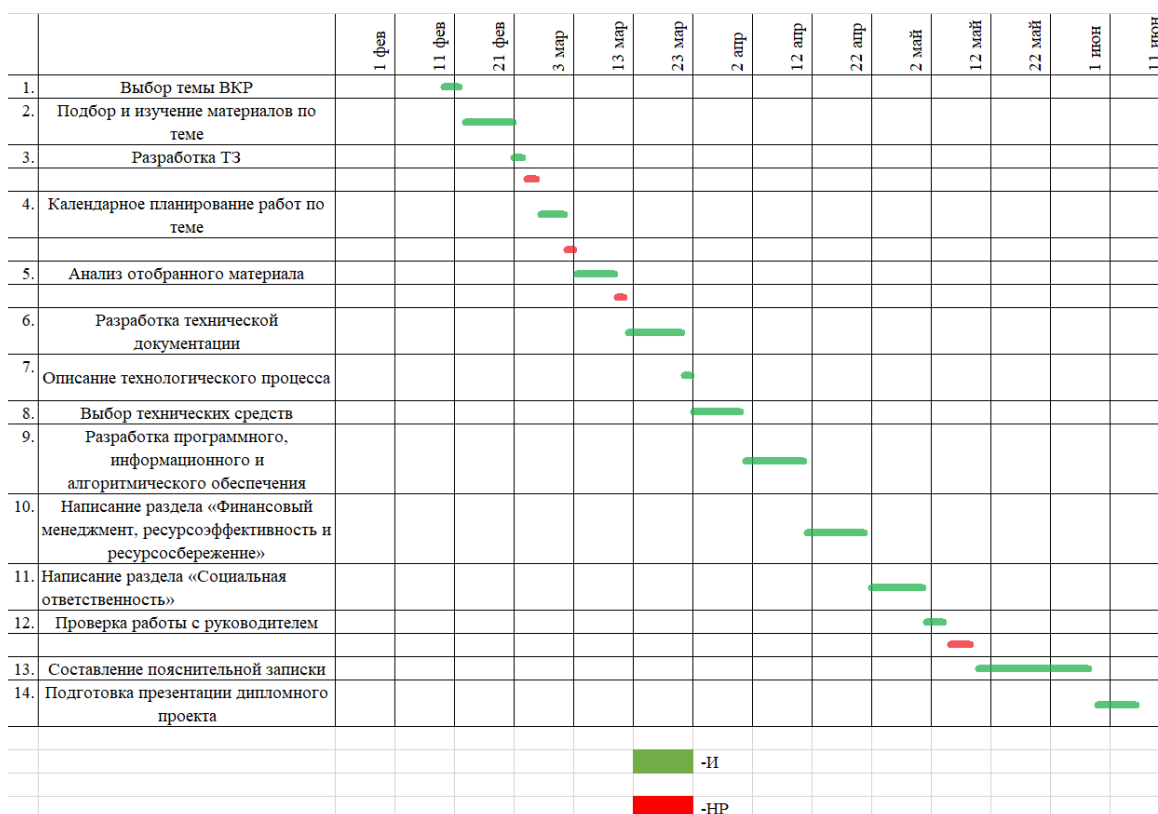 1 фев
11 фев
21 фев
3 мар
13 мар
23 мар
2 апр
12 апр
22 апр
2 май
12 май
22 май
1 июн
11 июн
1. Выбор темы ВКР
2. Подбор и изучение материалов по
теме
3. Разработка ТЗ
4. Календарное планирование работ по
теме
5. Анализ отобранного материала
6. Разработка технической
документации
7. Описание технологического процесса
8. Выбор технических средств
9. Разработка программного,
информационного и
алгоритмического обеспечения
10. Написание раздела «Финансовый
менеджмент, ресурсоэффективность и
ресурсосбережение»
11. Написание раздела «Социальная
ответственность»
12. Проверка работы с руководителем
13. Составление пояснительной записки
14. Подготовка презентации дипломного
проекта
-И
-НР